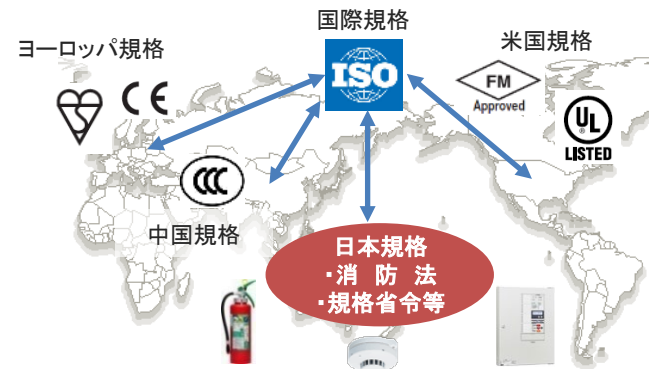 国際規格
ヨーロッパ規格
米国規格
ISO
CE
FM
Approved
UL
LISTED
CCC
中国規格
日本規格
・消 防 法
・規格省令等